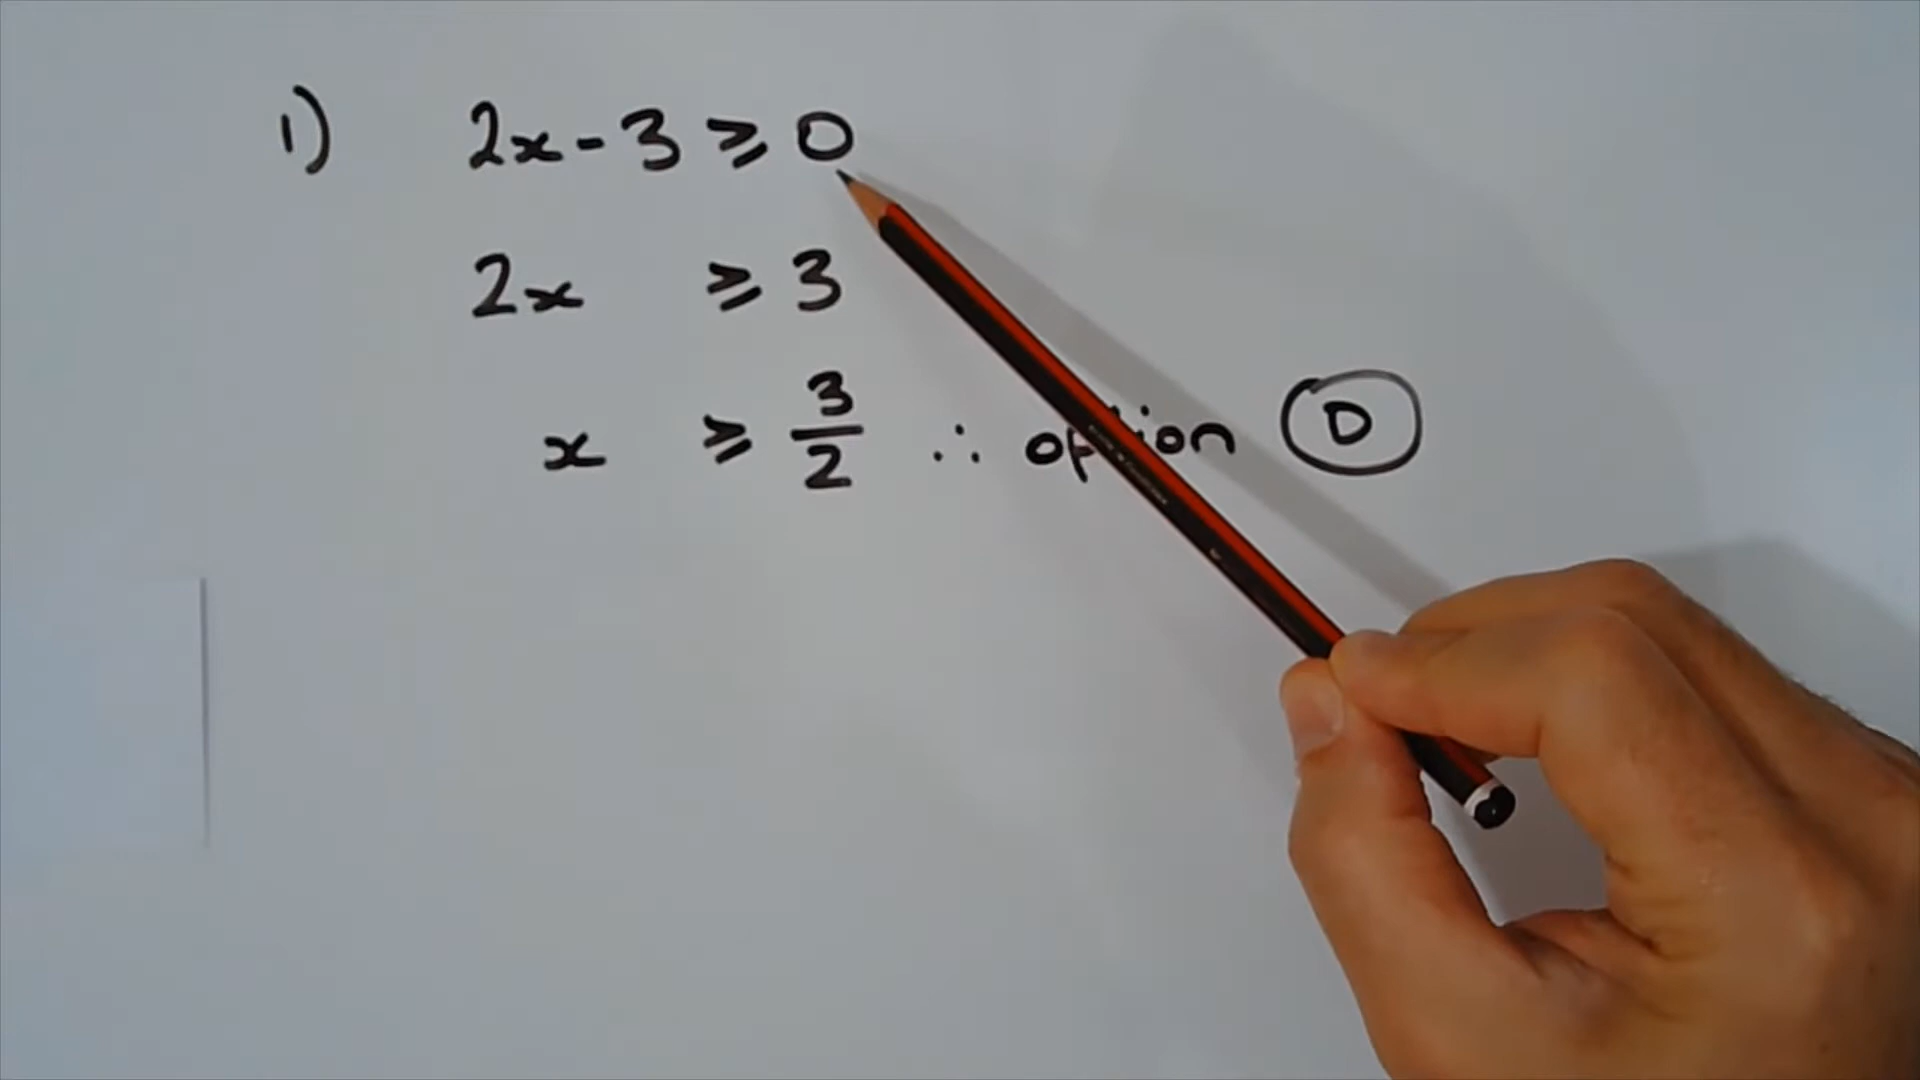 1) 2x - 3 ≥ 0
2x ≥ 3
x ≥ 3/2 ∴ option D